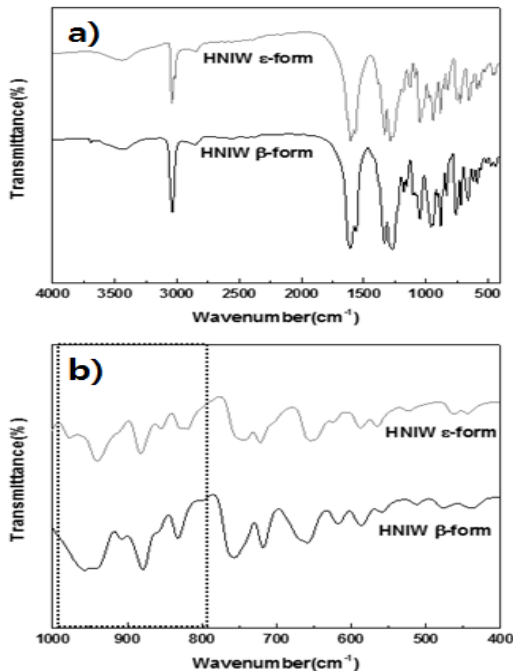 a)
HNIW ε-form
HNIW β-form
Transmittance(%)
4000 3500 3000 2500 2000 1500 1000 500
Wavenumber(cm-1)
b)
HNIW ε-form
HNIW β-form
Transmittance(%)
1000 900 800 700 600 500 400
Wavenumber(cm-1)